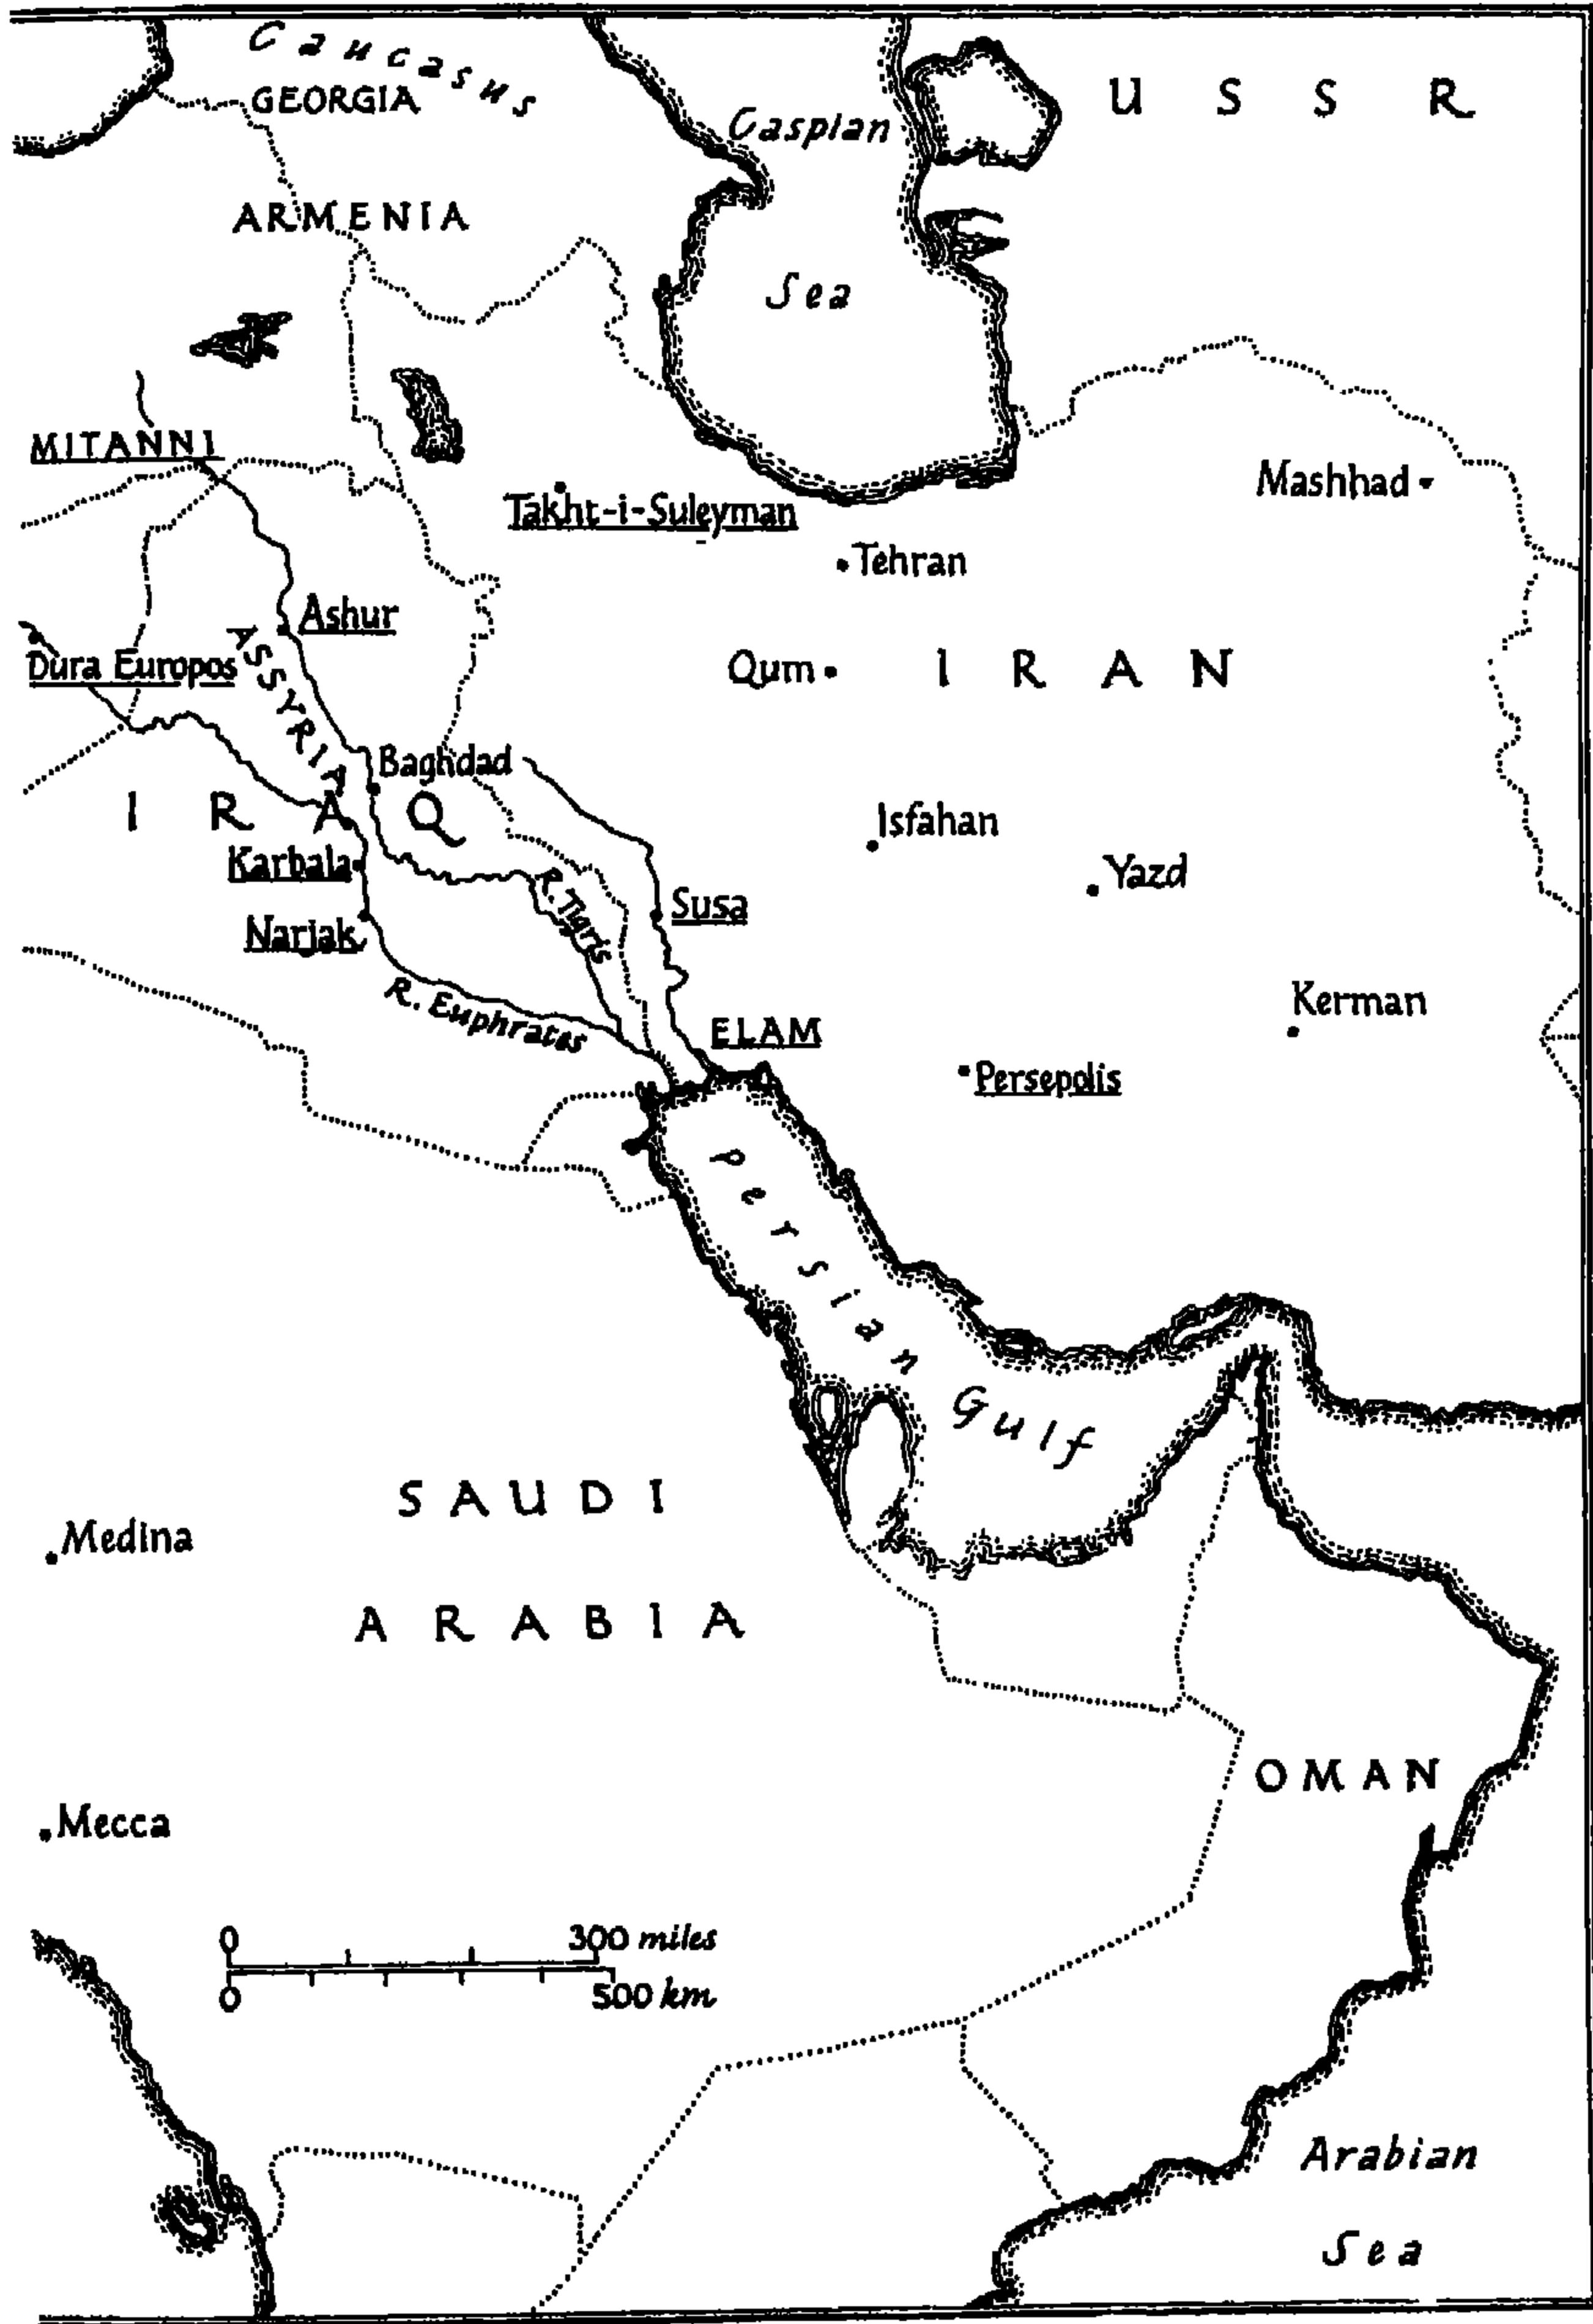 Caucasus
GEORGIA
Caspian
Sea
U S S R
ARMENIA
MITANNI
Mashhad
Takht-i-Suleyman
Tehran
Ashur
ASSYRIA
Dura Europos
Qum
I R A N
Baghdad
I R A Q
Isfahan
Karbala
Yazd
R. Tigris
Susa
Narjak
R. Euphrates
Kerman
ELAM
Persepolis
Persian
Gulf
SAUDI
ARABIA
Medina
OMAN
Mecca
0 300 miles
0 500 km
Arabian
Sea